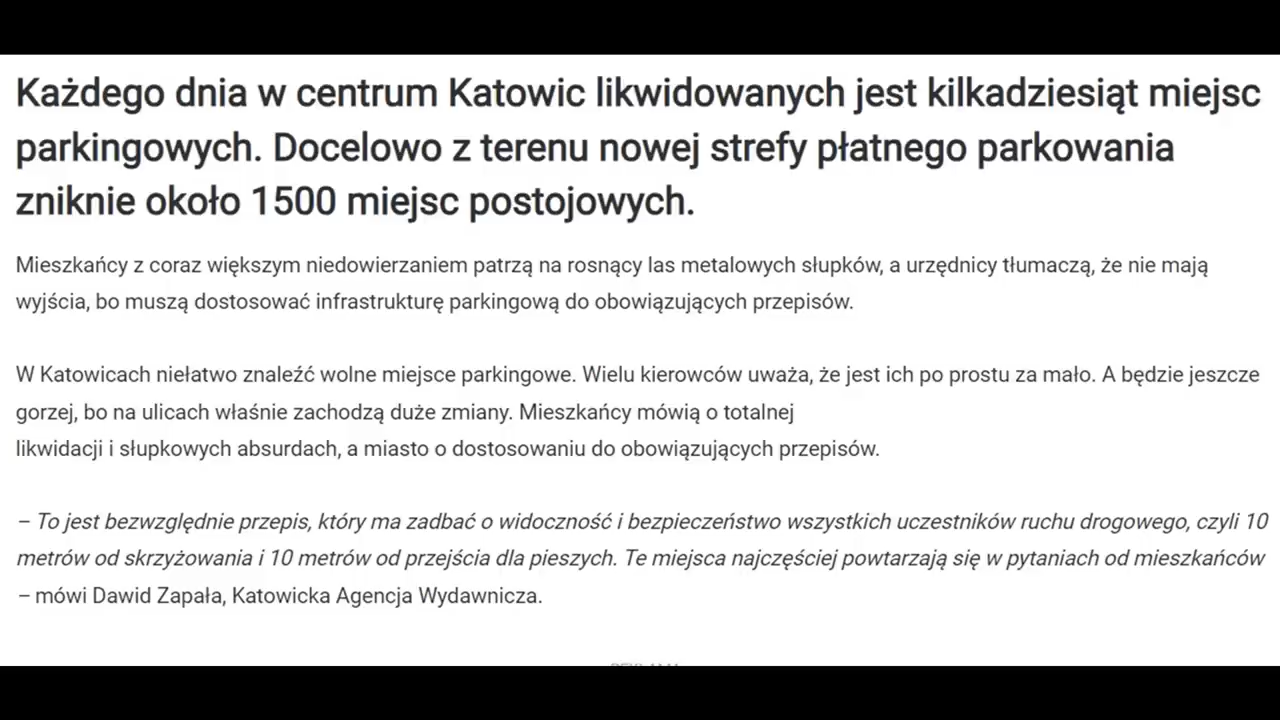 Każdego dnia w centrum Katowic likwidowanych jest kilkadziesiąt miejsc
parkingowych. Docelowo z terenu nowej strefy płatnego parkowania
zniknie około 1500 miejsc postojowych.
Mieszkańcy z coraz większym niedowierzaniem patrzą na rosnący las metalowych słupków, a urzędnicy tłumaczą, że nie mają
wyjścia, bo muszą dostosować infrastrukturę parkingową do obowiązujących przepisów.
W Katowicach niełatwo znaleźć wolne miejsce parkingowe. Wielu kierowców uważa, że jest ich po prostu za mało. A będzie jeszcze
gorzej, bo na ulicach właśnie zachodzą duże zmiany. Mieszkańcy mówią o totalnej
likwidacji i słupkowych absurdach, a miasto o dostosowaniu do obowiązujących przepisów.
– To jest bezwzględnie przepis, który ma zadbać o widoczność i bezpieczeństwo wszystkich uczestników ruchu drogowego, czyli 10
metrów od skrzyżowania i 10 metrów od przejścia dla pieszych. Te miejsca najczęściej powtarzają się w pytaniach od mieszkańców
– mówi Dawid Zapała, Katowicka Agencja Wydawnicza.